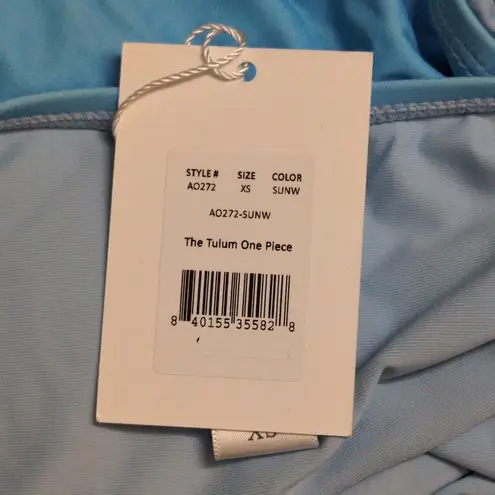 STYLE # SIZE COLOR
AO272 XS SUNW
AO272-SUNW
The Tulum One Piece
8 40155 35582 8
XS